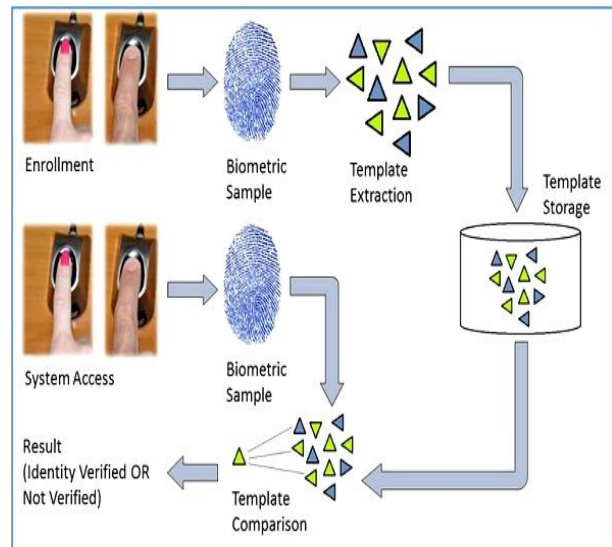 Enrollment
Biometric
Sample
Template
Extraction
Template
Storage
System Access
Biometric
Sample
Result
(Identity Verified OR
Not Verified)
Template
Comparison